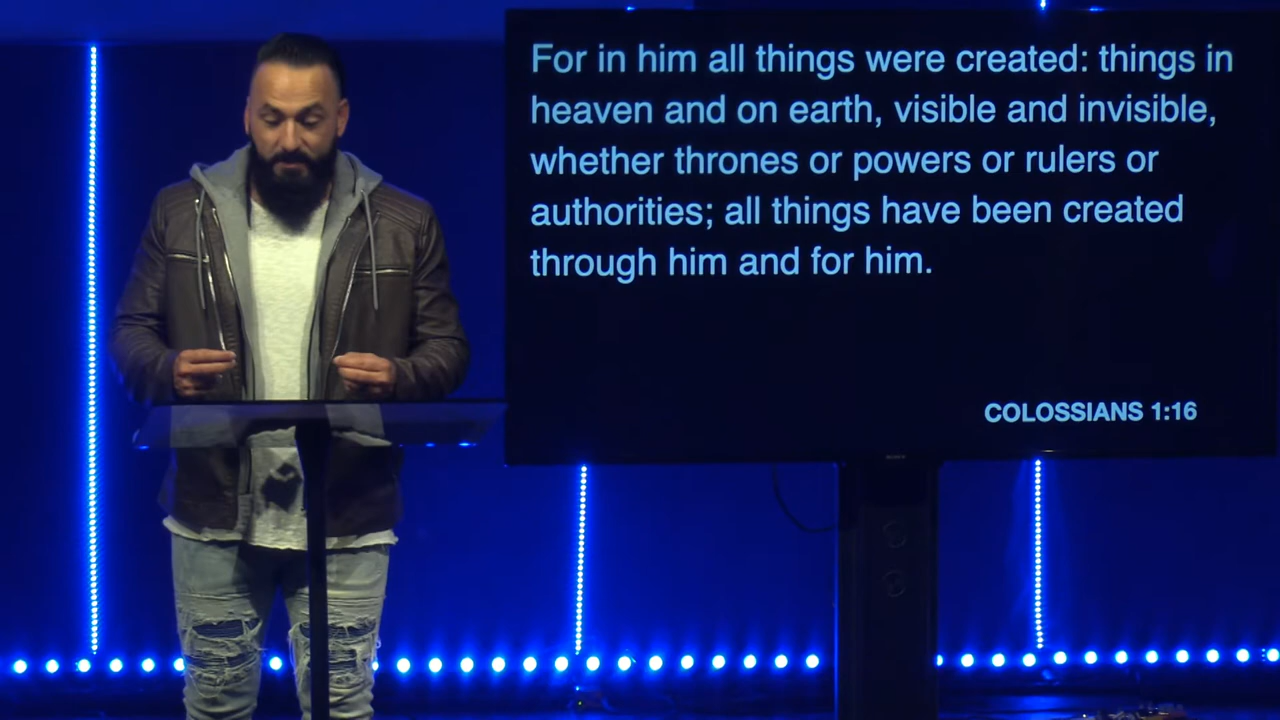 For in him all things were created: things in
heaven and on earth, visible and invisible,
whether thrones or powers or rulers or
authorities; all things have been created
through him and for him.
COLOSSIANS 1:16
SONY